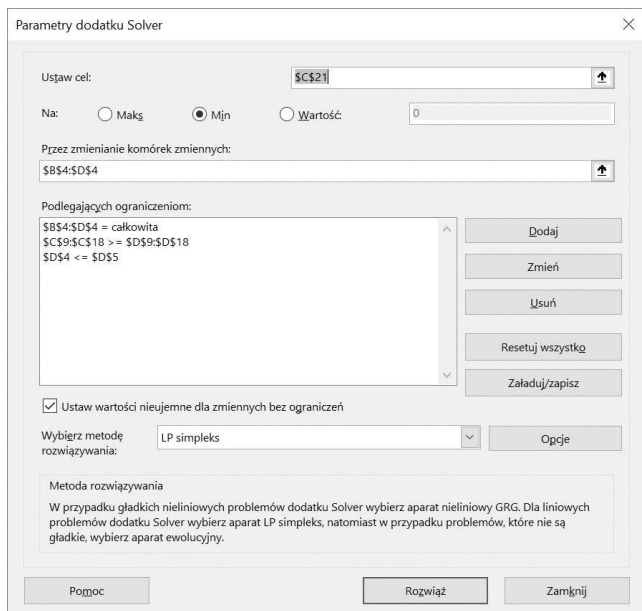 Parametry dodatku Solver
Ustaw cel: $C$21
Na: Maks Min Wartość: 0
Przez zmienianie komórek zmiennych:
$B$4:$D$4
Podlegających ograniczeniom:
$B$4:$D$4 = całkowita
$C$9:$C$18 >= $D$9:$D$18
$D$4 <= $D$5
Dodaj
Zmień
Usuń
Resetuj wszystko
Załaduj/zapisz
Ustaw wartości nieujemne dla zmiennych bez ograniczeń
Wybierz metodę
rozwiązywania:
LP simpleks
Opcje
Metoda rozwiązywania
W przypadku gładkich nieliniowych problemów dodatku Solver wybierz aparat nieliniowy GRG. Dla liniowych
problemów dodatku Solver wybierz aparat LP simpleks, natomiast w przypadku problemów, które nie są
gładkie, wybierz aparat ewolucyjny.
Pomoc
Rozwiąż
Zamknij